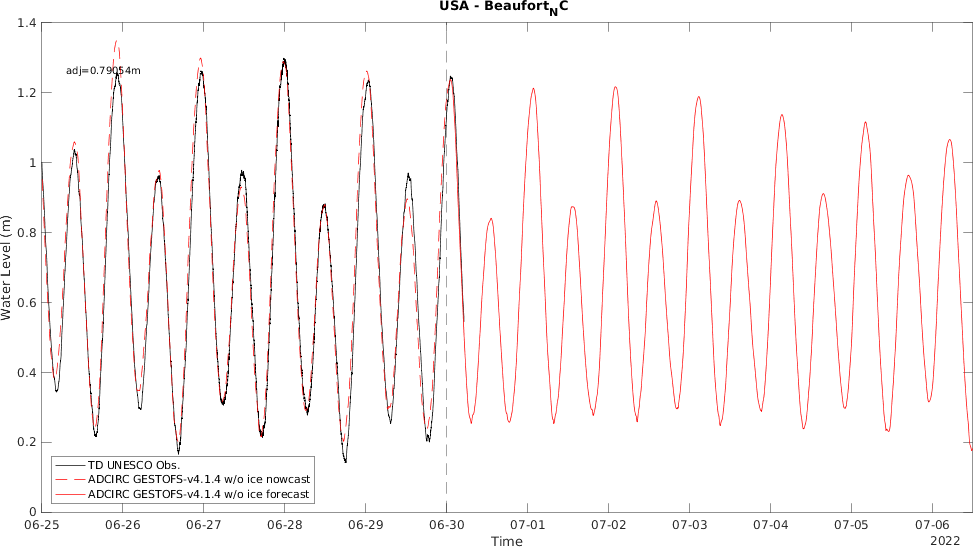 USA - Beaufort_NC
1.4
adj=0.79054m
1.2
1
0.8
Water Level (m)
0.6
0.4
0.2
0
TD UNESCO Obs.
ADCIRC GESTOFS-v4.1.4 w/o ice nowcast
ADCIRC GESTOFS-v4.1.4 w/o ice forecast
06-25 06-26 06-27 06-28 06-29 06-30 07-01 07-02 07-03 07-04 07-05 07-06
Time
2022